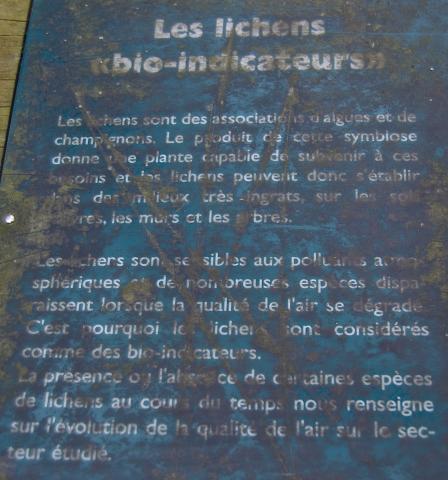 Les lichens
«bio-indicateurs»
Les lichens sont des associations d'algues et de
champignons. Le produit de cette symbiose
donne une plante capable de subvenir à ces
besoins et les lichens peuvent donc s'établir
dans des milieux très ingrats, sur les sols
les murs et les arbres.
Les lichens sont sensibles aux polluants atmo-
sphériques et de nombreuses espèces dispa-
raissent lorsque la qualité de l'air se dégrade.
C'est pourquoi les lichens sont considérés
comme des bio-indicateurs.
La présence ou l'absence de certaines espèces
de lichens au cours du temps nous renseigne
sur l'évolution de la qualité de l'air sur le sec-
teur étudié.